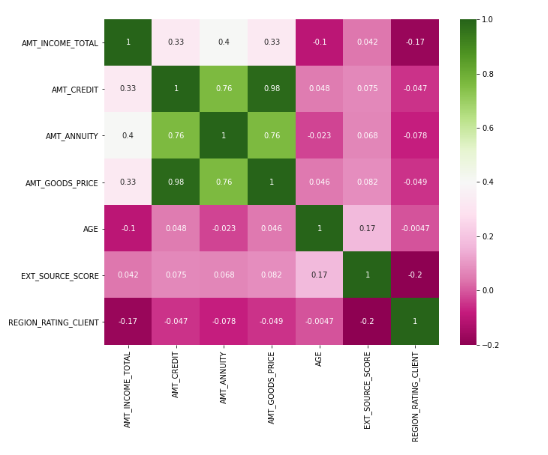 AMT_INCOME_TOTAL 1 0.33 0.4 0.33 -0.1 0.042 -0.17
AMT_CREDIT 0.33 1 0.76 0.98 0.048 0.075 -0.047
AMT_ANNUITY 0.4 0.76 1 0.76 -0.023 0.068 -0.078
AMT_GOODS_PRICE 0.33 0.98 0.76 1 0.046 0.082 -0.049
AGE -0.1 0.048 -0.023 0.046 1 0.17 -0.0047
EXT_SOURCE_SCORE 0.042 0.075 0.068 0.082 0.17 1 -0.2
REGION_RATING_CLIENT -0.17 -0.047 -0.078 -0.049 -0.0047 -0.2 1
AMT_INCOME_TOTAL
AMT_CREDIT
AMT_ANNUITY
AMT_GOODS_PRICE
AGE
EXT_SOURCE_SCORE
REGION_RATING_CLIENT
1.0
0.8
0.6
0.4
0.2
0.0
−0.2